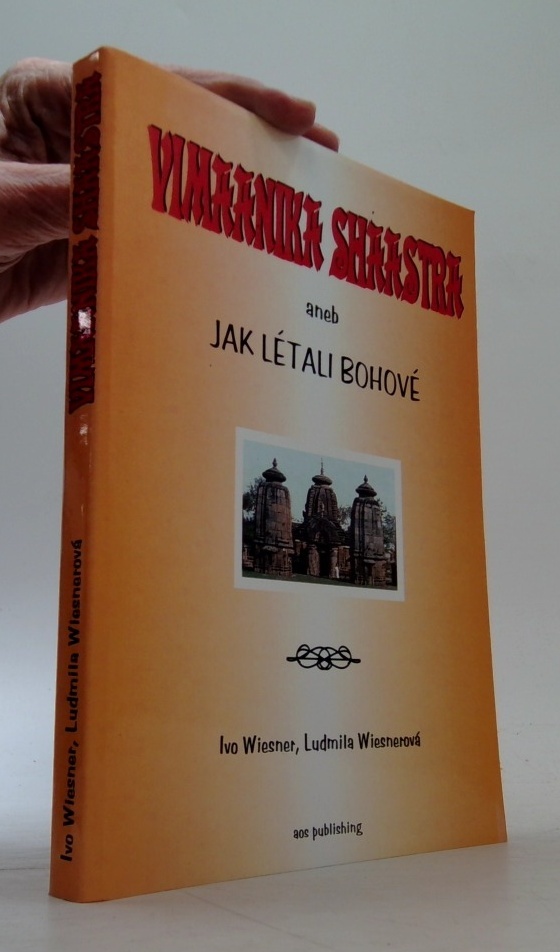 VIMAANIKA SHAASTRA
aneb
JAK LÉTALI BOHOVÉ
Ivo Wiesner, Ludmila Wiesnerová
aos publishing
VIMAANIKA SHAASTRA
Ivo Wiesner, Ludmila Wiesnerová